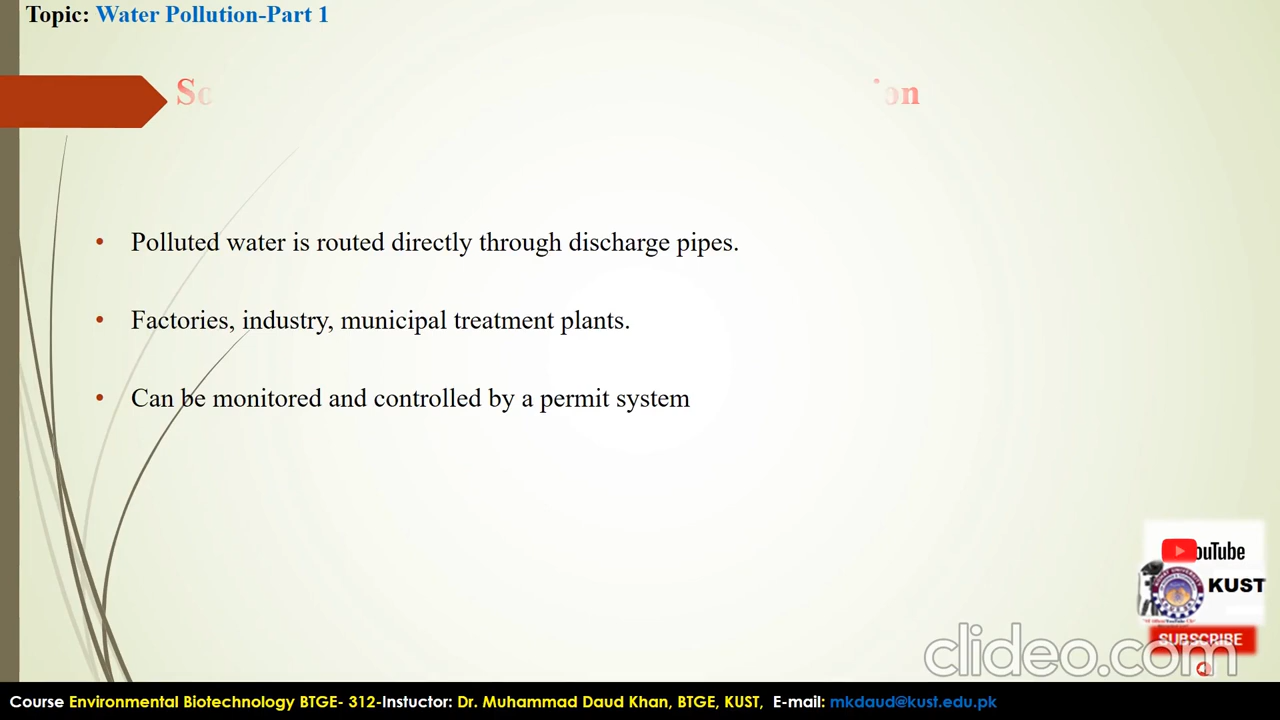 Topic: Water Pollution-Part 1
Polluted water is routed directly through discharge pipes.
Factories, industry, municipal treatment plants.
Can be monitored and controlled by a permit system
ouTube
KUST
SUBSCRIBE
clideo.com
Course Environmental Biotechnology BTGE- 312-Instuctor: Dr. Muhammad Daud Khan, BTGE, KUST, E-mail: mkdaud@kust.edu.pk